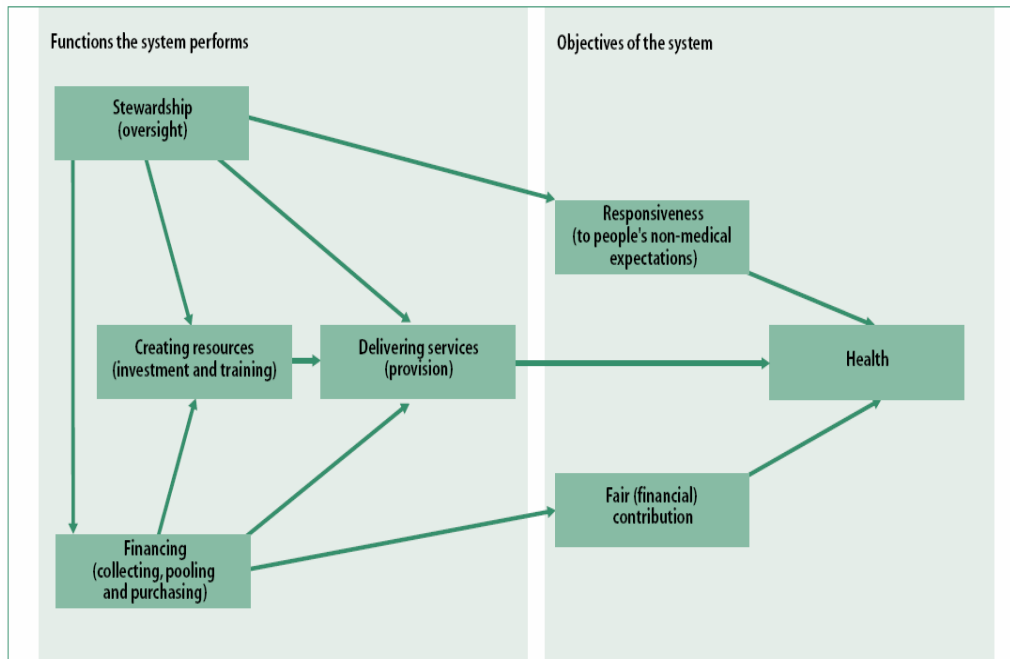 Functions the system performs
Objectives of the system
Stewardship
(oversight)
Responsiveness
(to people's non-medical
expectations)
Creating resources
(investment and training)
Delivering services
(provision)
Health
Fair (financial)
contribution
Financing
(collecting, pooling
and purchasing)